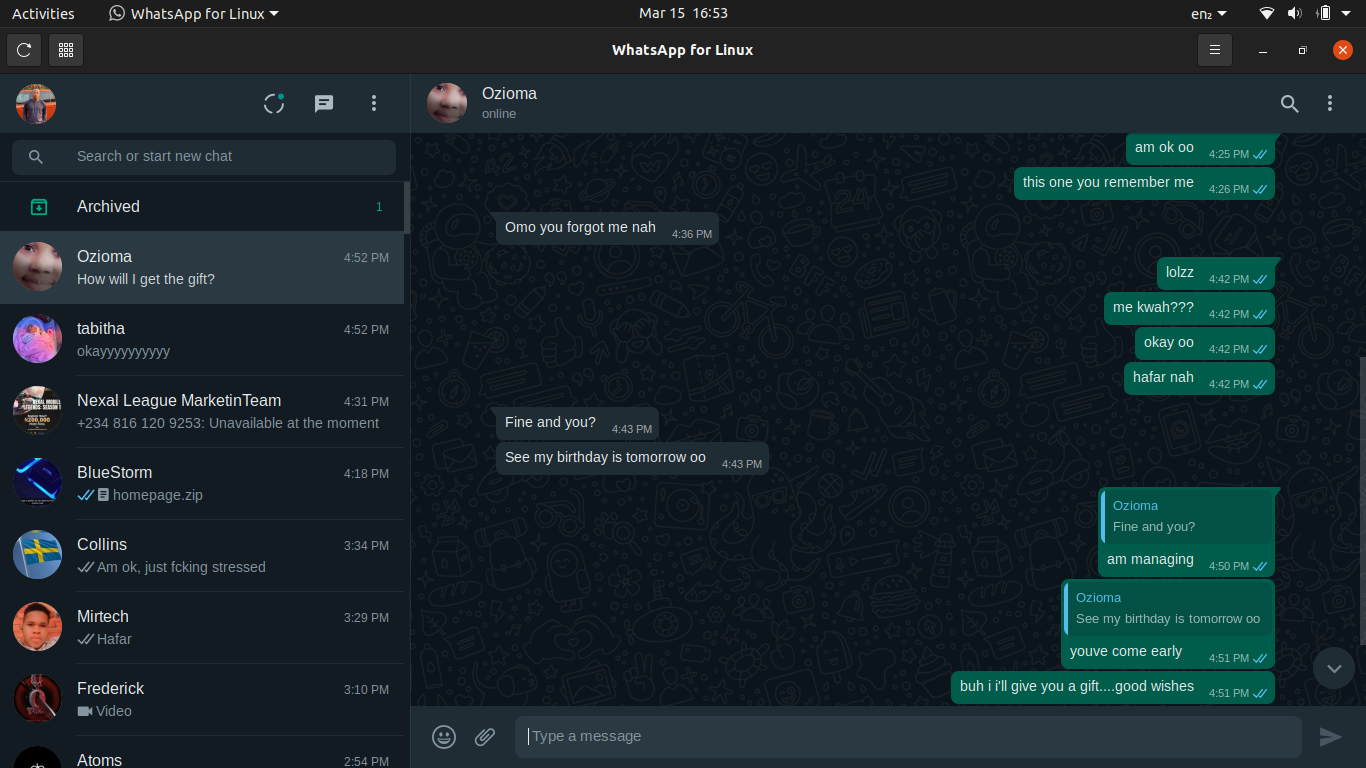 Activities
WhatsApp for Linux
Mar 15 16:53
en₂
WhatsApp for Linux
Search or start new chat
Archived
1
Ozioma
4:52 PM
How will I get the gift?
tabitha
4:52 PM
okayyyyyyyyyy
Nexal League MarketinTeam
4:31 PM
+234 816 120 9253: Unavailable at the moment
BlueStorm
4:18 PM
homepage.zip
Collins
3:34 PM
Am ok, just fcking stressed
Mirtech
3:29 PM
Hafar
Frederick
3:10 PM
Video
Atoms
2:54 PM
Ozioma
online
am ok oo
4:25 PM
this one you remember me
4:26 PM
Omo you forgot me nah
4:36 PM
lolzz
4:42 PM
me kwah???
4:42 PM
okay oo
4:42 PM
hafar nah
4:42 PM
Fine and you?
4:43 PM
See my birthday is tomorrow oo
4:43 PM
Ozioma
Fine and you?
am managing
4:50 PM
Ozioma
See my birthday is tomorrow oo
youve come early
4:51 PM
buh i i'll give you a gift....good wishes
4:51 PM
Type a message